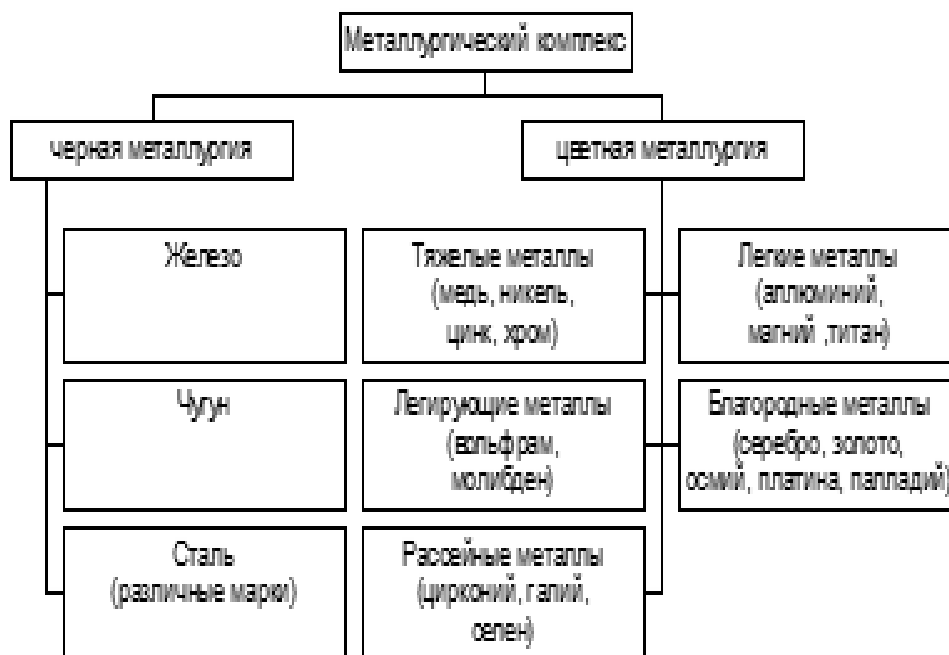 Металлургический комплекс
черная металлургия
цветная металлургия
Железо
Тяжелые металлы
(медь, никель,
цинк, хром)
Легкие металлы
(аллюминий,
магний ,титан)
Чугун
Легирующие металлы
(вольфрам,
молибден)
Благородные металлы
(серебро, золото,
осмий, платина, палладий)
Сталь
(различные марки)
Рассейные металлы
(цирконий, галий,
селен)